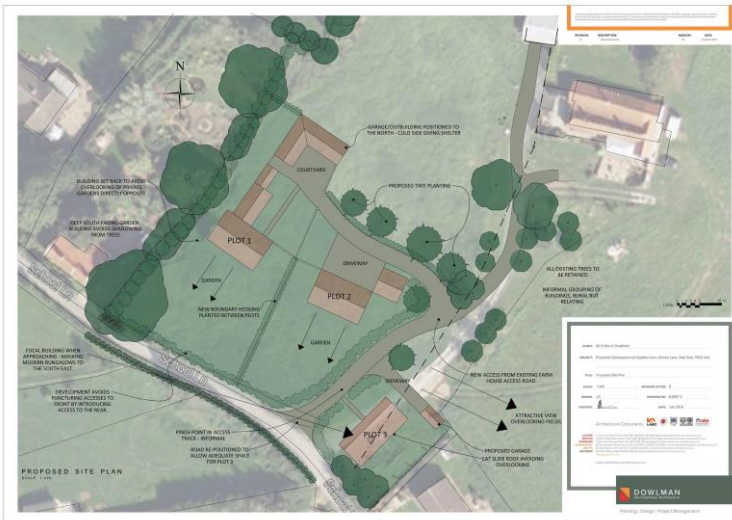 N
GARAGE/OUTBUILDING POSITIONED TO
THE NORTH - COLD SIDE GIVING SHELTER
COURTYARD
BUILDING SET BACK TO AVOID
OVERLOOKING OF PRIVATE
GARDENS DIRECTLY OPPOSITE
PROPOSED TREE PLANTING
DEEP SOUTH FACING GARDEN.
BUILDING AVOIDS SHADOWING
FROM TREES
PLOT 1
DRIVEWAY
ALL EXISTING TREES TO
BE RETAINED
INFORMAL GROUPING OF
BUILDINGS, RURAL BUT
RELATING
School Ln
GARDEN
PLOT 2
NEW BOUNDARY HEDGING
PLANTED BETWEEN PLOTS
GARDEN
FOCAL BUILDING WHEN
APPROACHING - MASKING
MODERN BUNGALOWS TO
THE SOUTH EAST.
School Ln
DRIVEWAY
NEW ACCESS FROM EXISTING FARM
HOUSE ACCESS ROAD.
DEVELOPMENT AVOIDS
PUNCTURING ACCESSES TO
FRONT BY INTRODUCING
ACCESS TO THE REAR.
ATTRACTIVE VIEW
OVERLOOKING FIELDS
PINCH POINT IN ACCESS
TRACK - INFORMAL
PLOT 3
ROAD RE-POSITIONED TO
ALLOW ADEQUATE SPACE
FOR PLOT 3
PROPOSED GARAGE
CAT SLIDE ROOF AVOIDING
OVERLOOKING
PROPOSED SITE PLAN
School Ln
Architectural Consultants
DOWLMAN
Planning | Design | Project Management